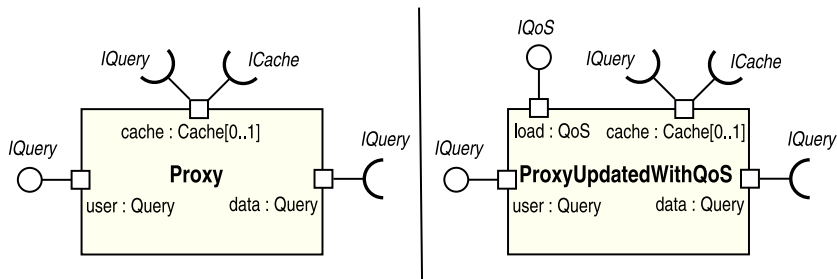 IQuery
ICache
IQuery
cache : Cache[0..1]
IQuery
Proxy
user : Query
data : Query
IQoS
IQuery
ICache
IQuery
load : QoS
cache : Cache[0..1]
IQuery
ProxyUpdatedWithQoS
user : Query
data : Query